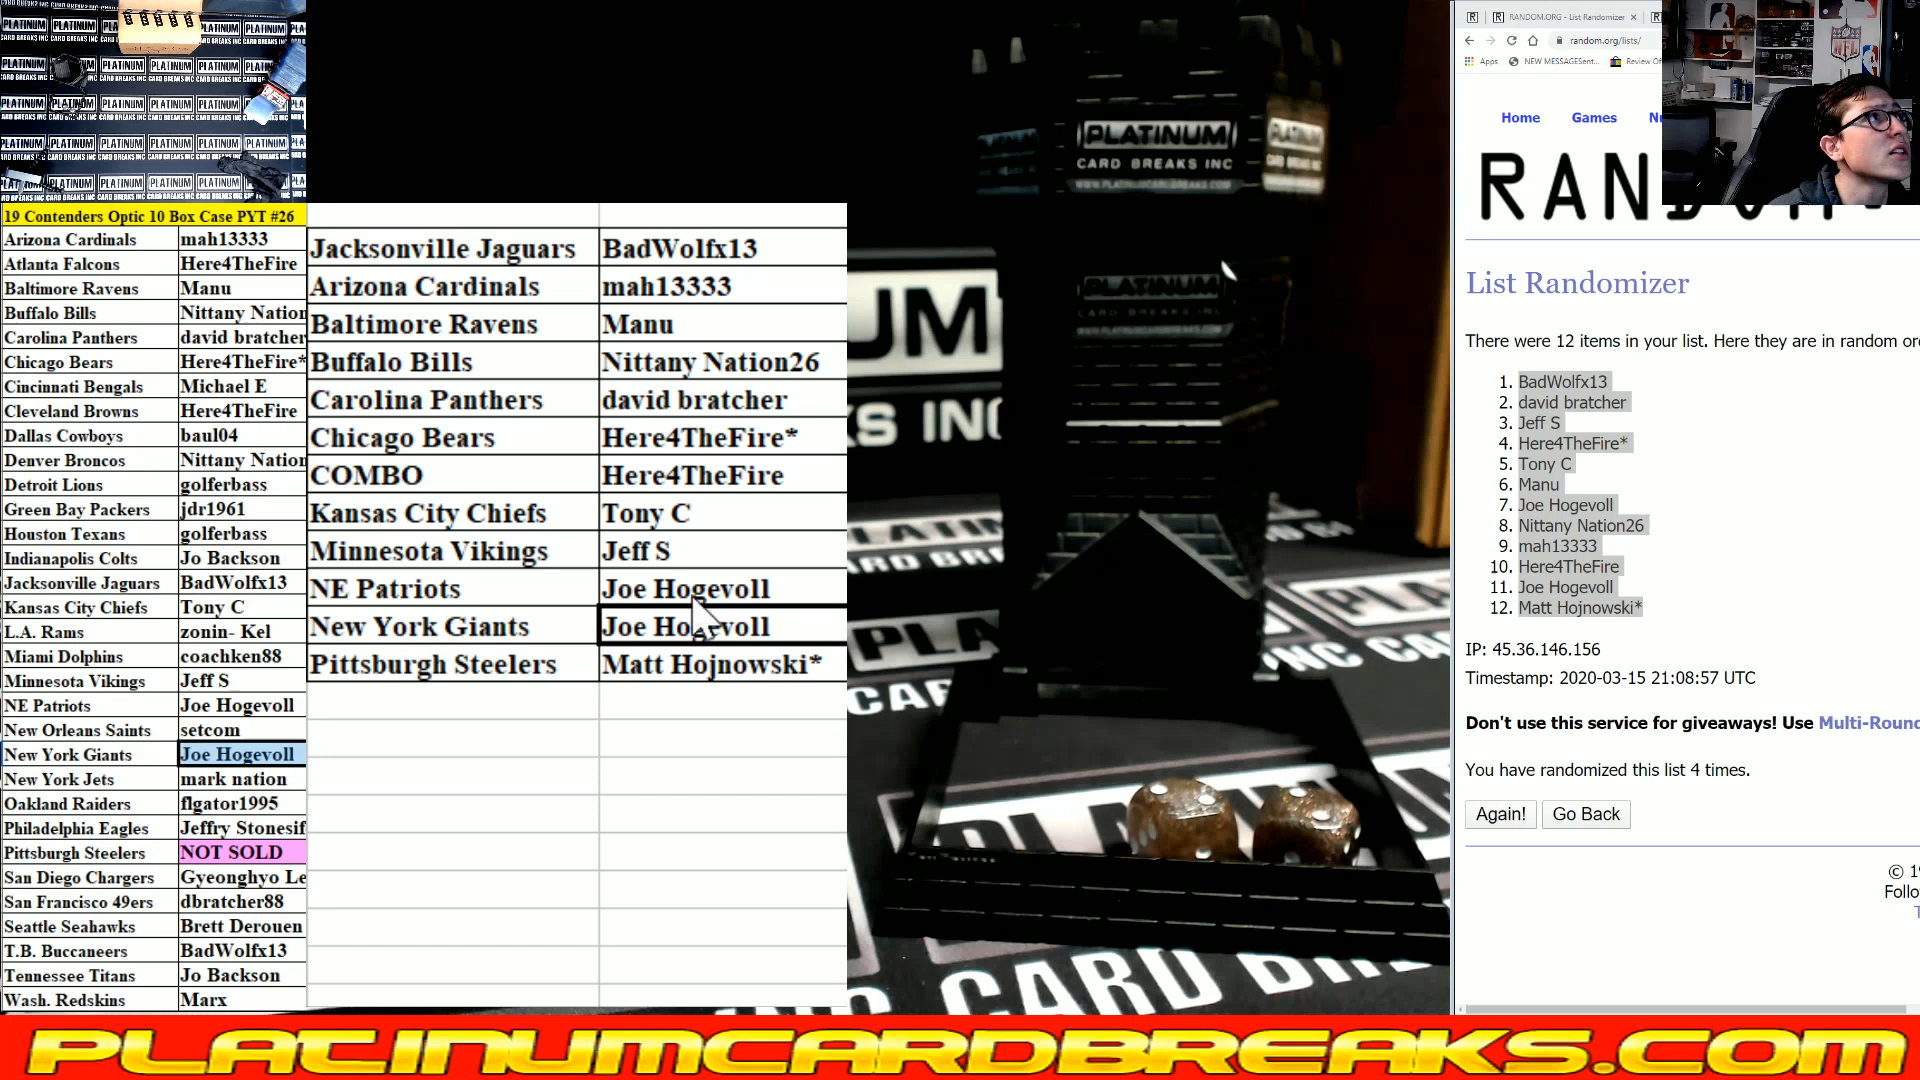 19 Contenders Optic 10 Box Case PYT #26
Arizona Cardinals mah13333
Atlanta Falcons Here4TheFire
Baltimore Ravens Manu
Buffalo Bills Nittany Nation
Carolina Panthers david bratcher
Chicago Bears Here4TheFire*
Cincinnati Bengals Michael E
Cleveland Browns Here4TheFire
Dallas Cowboys baul04
Denver Broncos Nittany Nation
Detroit Lions golferbass
Green Bay Packers jdr1961
Houston Texans golferbass
Indianapolis Colts Jo Backson
Jacksonville Jaguars BadWolfx13
Kansas City Chiefs Tony C
L.A. Rams zonin- Kel
Miami Dolphins coachken88
Minnesota Vikings Jeff S
NE Patriots Joe Hogevoll
New Orleans Saints setcom
New York Giants Joe Hogevoll
New York Jets mark nation
Oakland Raiders flgator1995
Philadelphia Eagles Jeffry Stonesif
Pittsburgh Steelers NOT SOLD
San Diego Chargers Gyeonghyo Le
San Francisco 49ers dbratcher88
Seattle Seahawks Brett Derouen
T.B. Buccaneers BadWolfx13
Tennessee Titans Jo Backson
Wash. Redskins Marx
Jacksonville Jaguars BadWolfx13
Arizona Cardinals mah13333
Baltimore Ravens Manu
Buffalo Bills Nittany Nation26
Carolina Panthers david bratcher
Chicago Bears Here4TheFire*
COMBO Here4TheFire
Kansas City Chiefs Tony C
Minnesota Vikings Jeff S
NE Patriots Joe Hogevoll
New York Giants Joe Hogevoll
Pittsburgh Steelers Matt Hojnowski*
PLATINUM
CARD BREAKS INC
WWW.PLATINUMCARDBREAKS.COM
PLATINUM
RANDOM.ORG - List Randomizer
random.org/lists/
Apps NEW MESSAGESent... Review Of
Home Games Nu
RAN
List Randomizer
There were 12 items in your list. Here they are in random or
1. BadWolfx13
2. david bratcher
3. Jeff S
4. Here4TheFire*
5. Tony C
6. Manu
7. Joe Hogevoll
8. Nittany Nation26
9. mah13333
10. Here4TheFire
11. Joe Hogevoll
12. Matt Hojnowski*
IP: 45.36.146.156
Timestamp: 2020-03-15 21:08:57 UTC
Don't use this service for giveaways! Use Multi-Round
You have randomized this list 4 times.
Again! Go Back
© 1
Follo
PLATINUMCARDBREAKS.COM